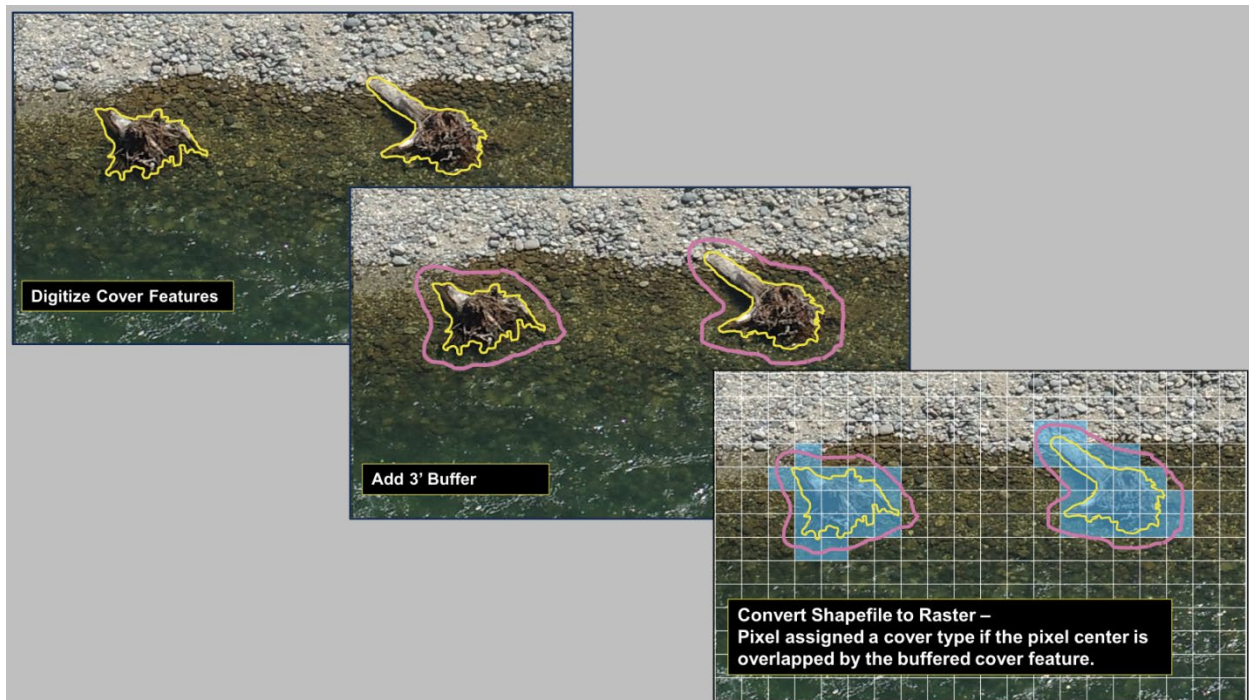 Digitize Cover Features
Add 3' Buffer
Convert Shapefile to Raster –
Pixel assigned a cover type if the pixel center is
overlapped by the buffered cover feature.